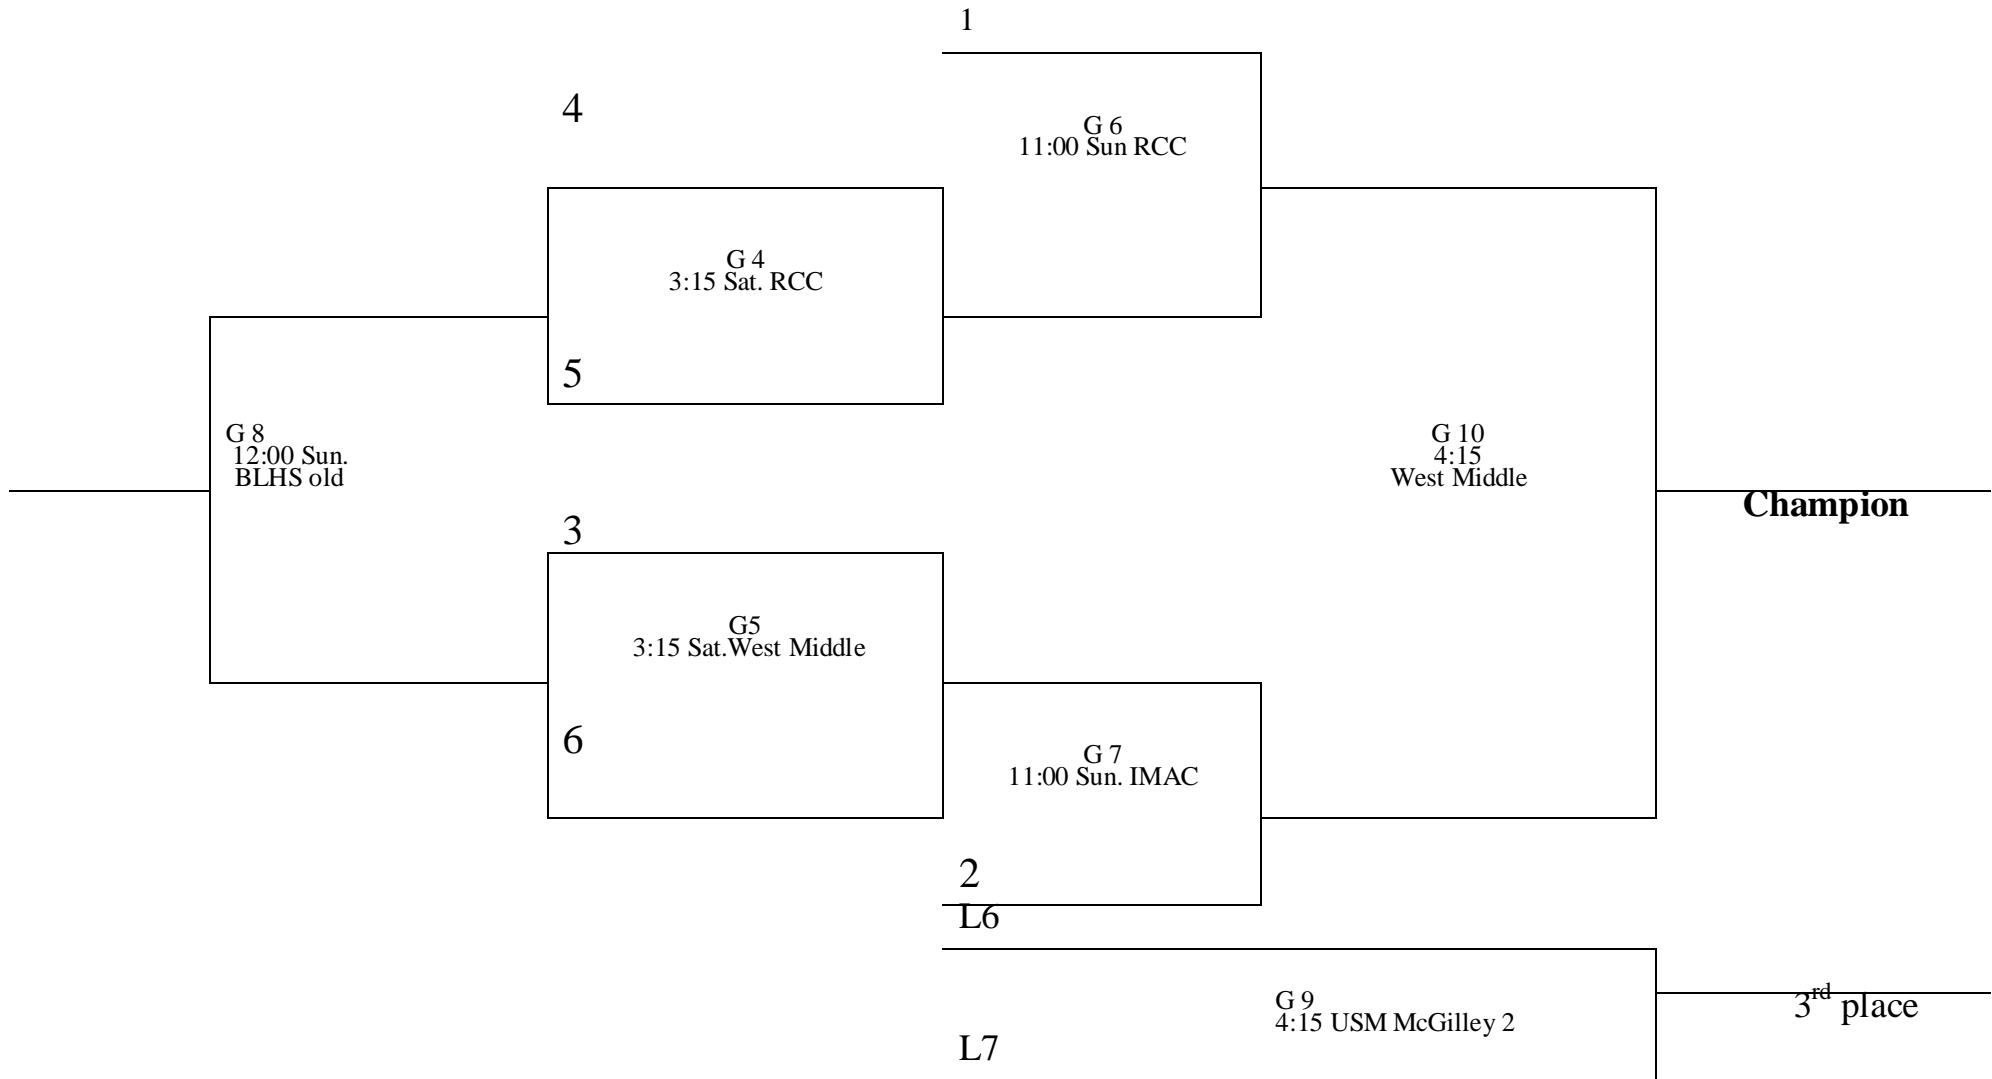 1
4
G 6
11:00 Sun RCC
G 4
3:15 Sat. RCC
5
G 8
12:00 Sun.
BLHS old
G 10
4:15
West Middle
Champion
3
G5
3:15 Sat.West Middle
6
G 7
11:00 Sun. IMAC
2
L6
G 9
4:15 USM McGilley 2
3rd place
L7